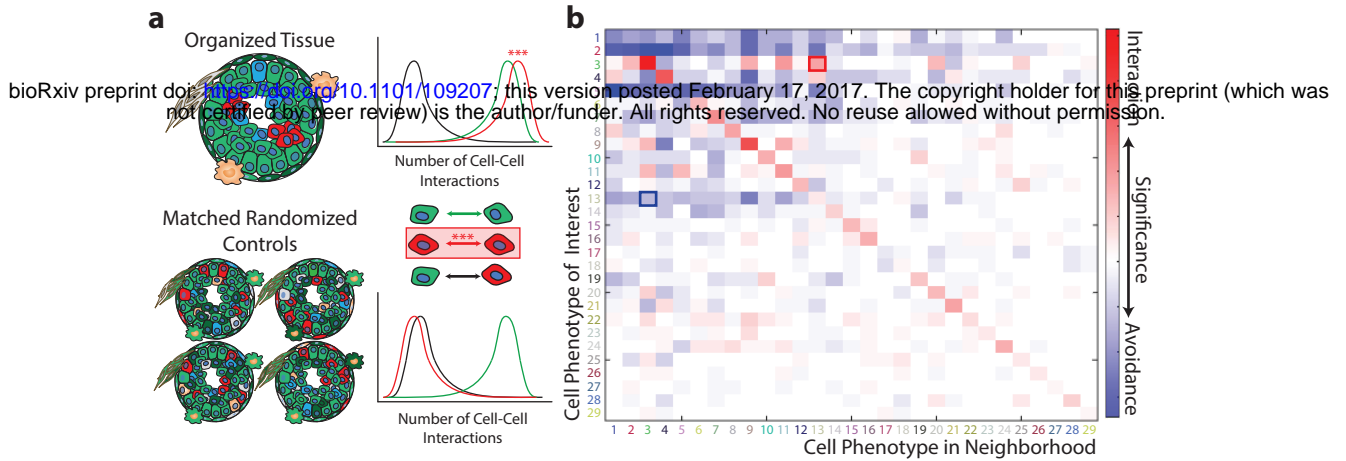 a
Organized Tissue
***
Number of Cell-Cell
Interactions
Matched Randomized
Controls
***
Number of Cell-Cell
Interactions
b
bioRxiv preprint doi: https://doi.org/10.1101/109207; this version posted February 17, 2017. The copyright holder for this preprint (which was
not certified by peer review) is the author/funder. All rights reserved. No reuse allowed without permission.
Cell Phenotype of Interest
1
2
3
4
7
8
9
10
11
12
13
14
15
16
17
18
19
20
21
22
23
24
25
26
27
28
29
1 2 3 4 5 6 7 8 9 10 11 12 13 14 15 16 17 18 19 20 21 22 23 24 25 26 27 28 29
Cell Phenotype in Neighborhood
Interaction
Significance
Avoidance